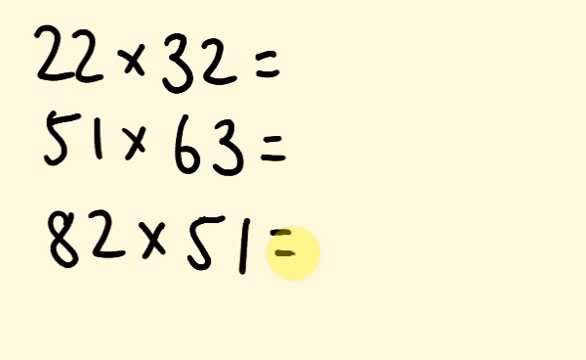 22 × 32 =
51 × 63 =
82 × 51 =